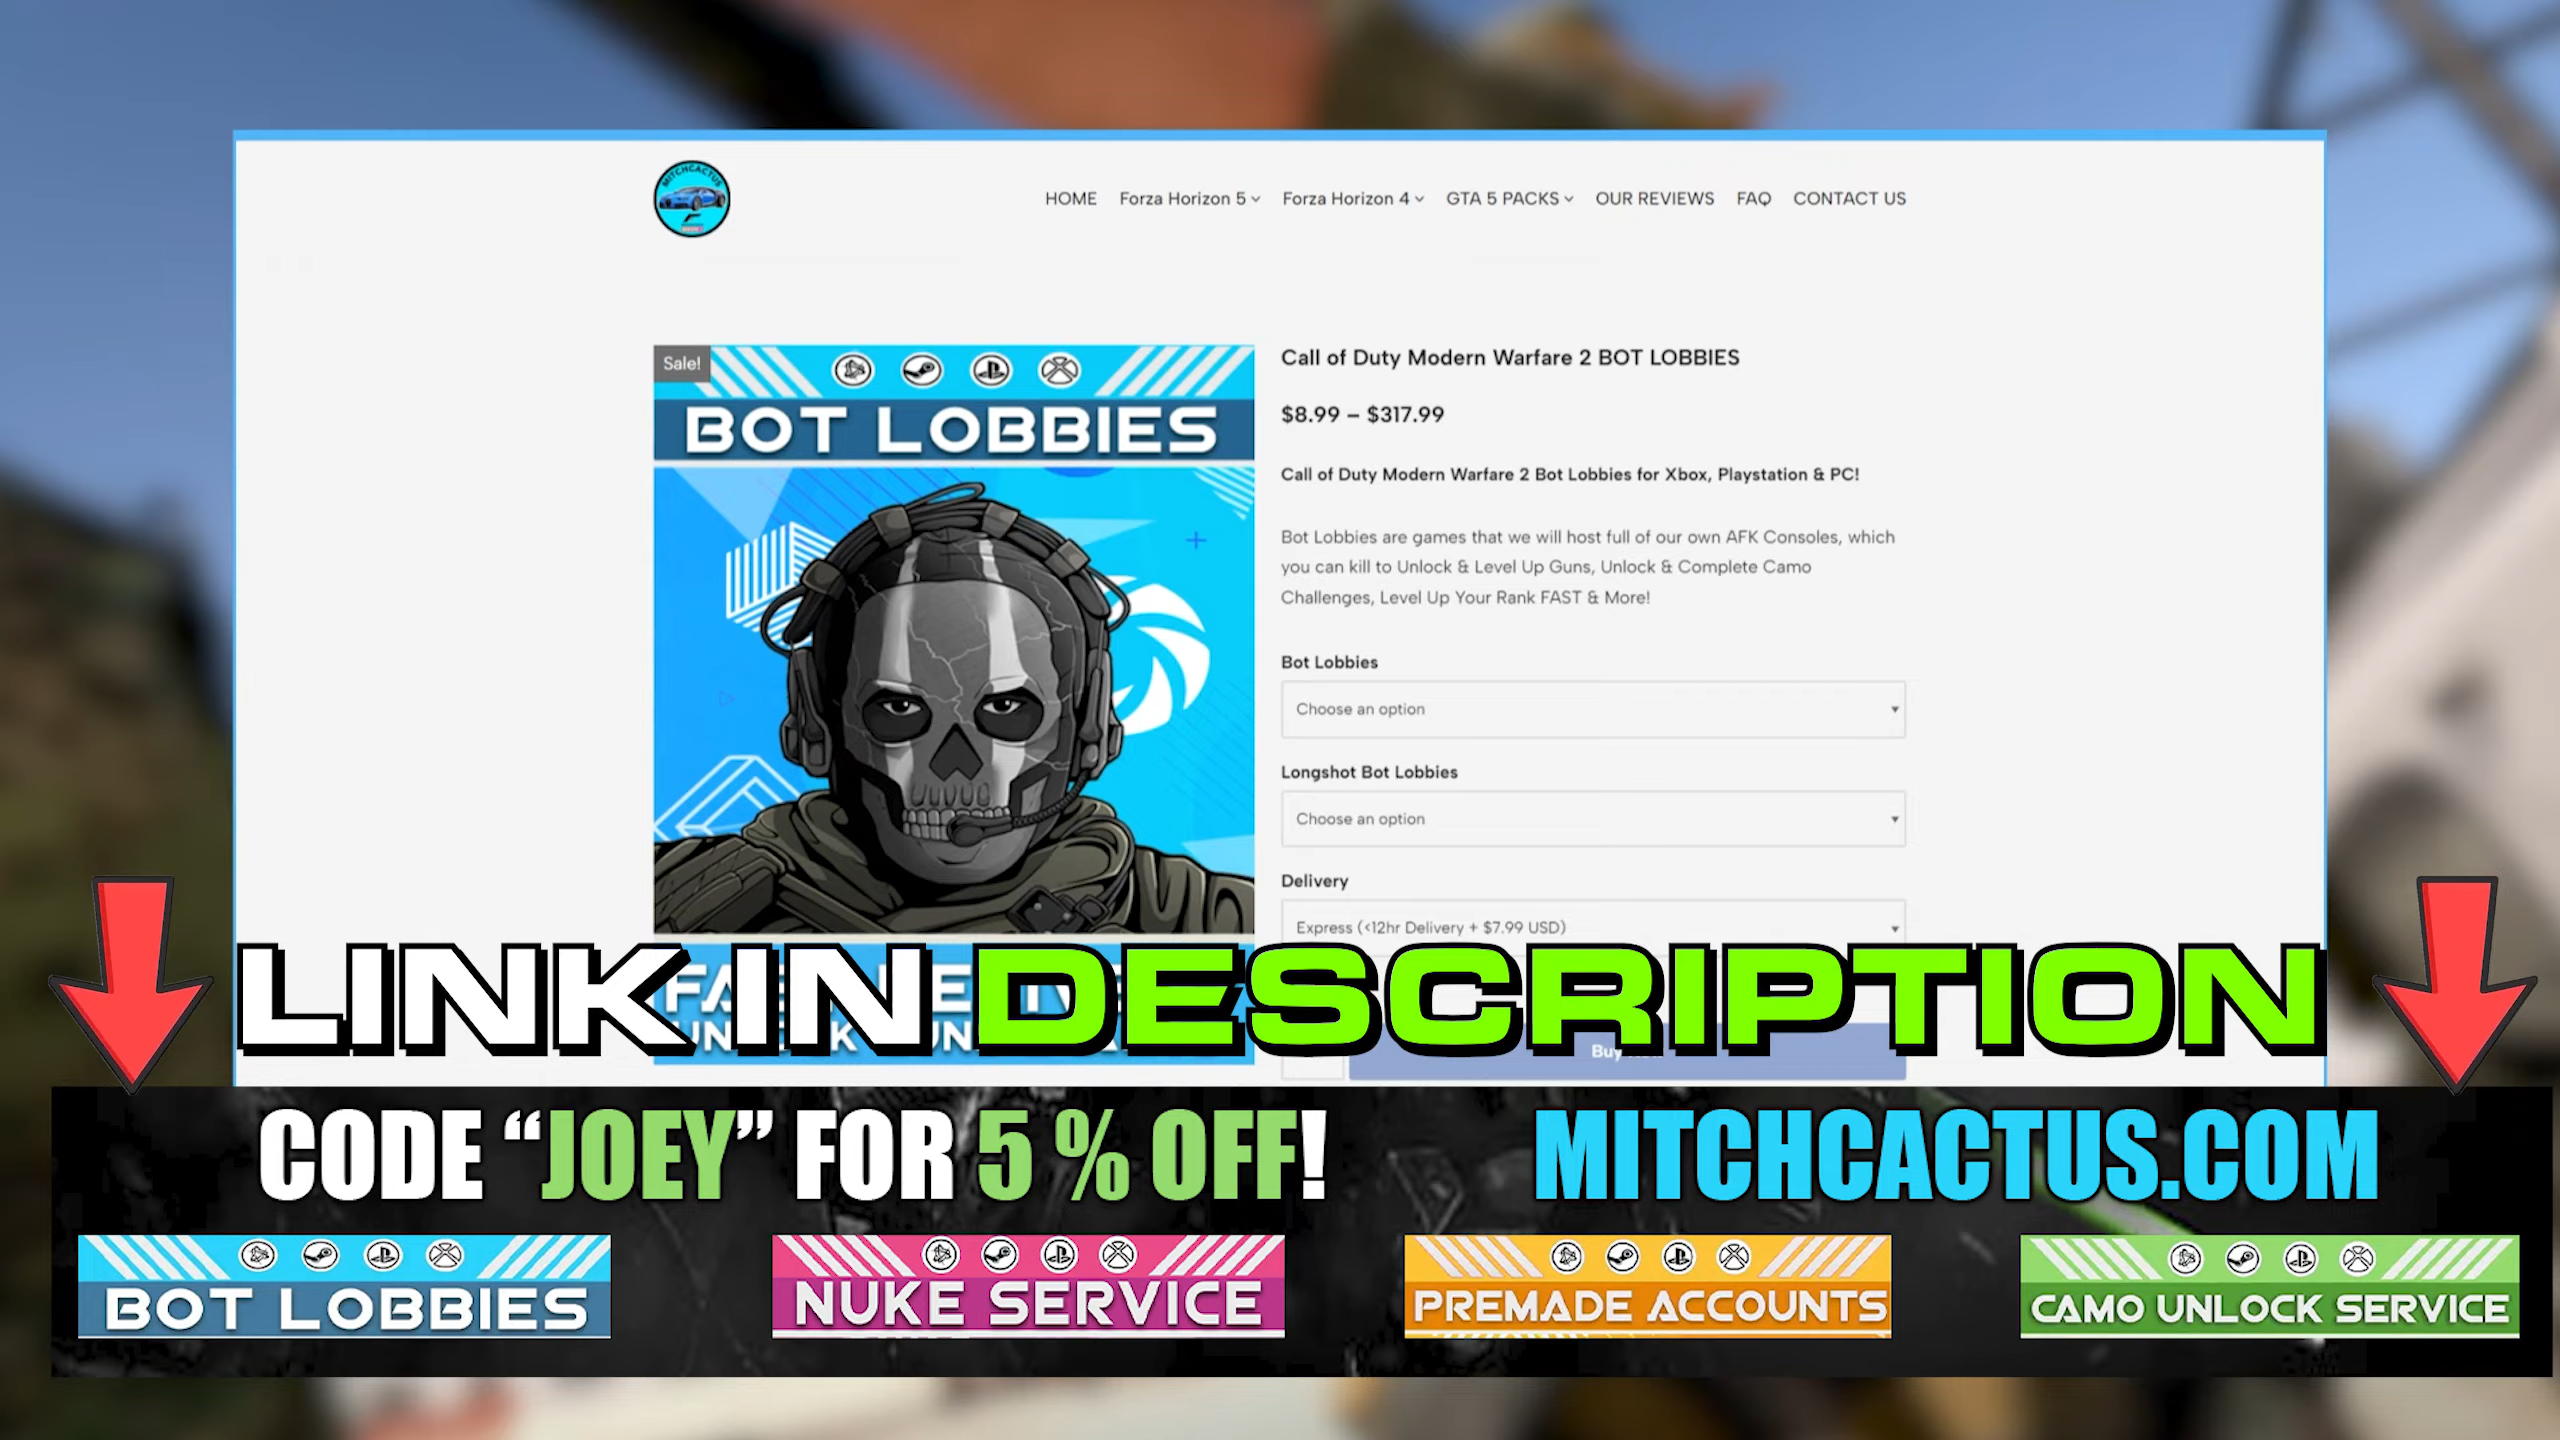 MITCHCACTUS
HOME Forza Horizon 5 Forza Horizon 4 GTA 5 PACKS OUR REVIEWS FAQ CONTACT US
Sale!
BOT LOBBIES
Call of Duty Modern Warfare 2 BOT LOBBIES
$8.99 – $317.99
Call of Duty Modern Warfare 2 Bot Lobbies for Xbox, Playstation & PC!
Bot Lobbies are games that we will host full of our own AFK Consoles, which
you can kill to Unlock & Level Up Guns, Unlock & Complete Camo
Challenges, Level Up Your Rank FAST & More!
Bot Lobbies
Choose an option
Longshot Bot Lobbies
Choose an option
Delivery
Express (<12hr Delivery + $7.99 USD)
Buy
LINK IN DESCRIPTION
CODE “JOEY” FOR 5 % OFF!
MITCHCACTUS.COM
BOT LOBBIES
NUKE SERVICE
PREMADE ACCOUNTS
CAMO UNLOCK SERVICE